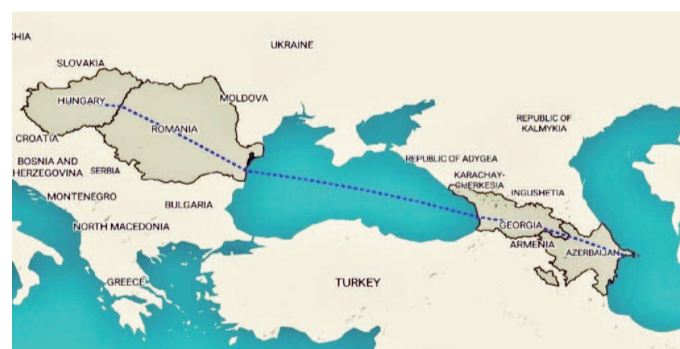 CHIA
UKRAINE
SLOVAKIA
HUNGARY
MOLDOVA
ROMANIA
REPUBLIC OF
KALMYKIA
CROATIA
BOSNIA AND
HERZEGOVINA
SERBIA
REPUBLIC OF ADYGEA
KARACHAY-
CHERKESIA
INGUSHETIA
MONTENEGRO
BULGARIA
NORTH MACEDONIA
GEORGIA
ARMENIA
AZERBAIJAN
GREECE
TURKEY